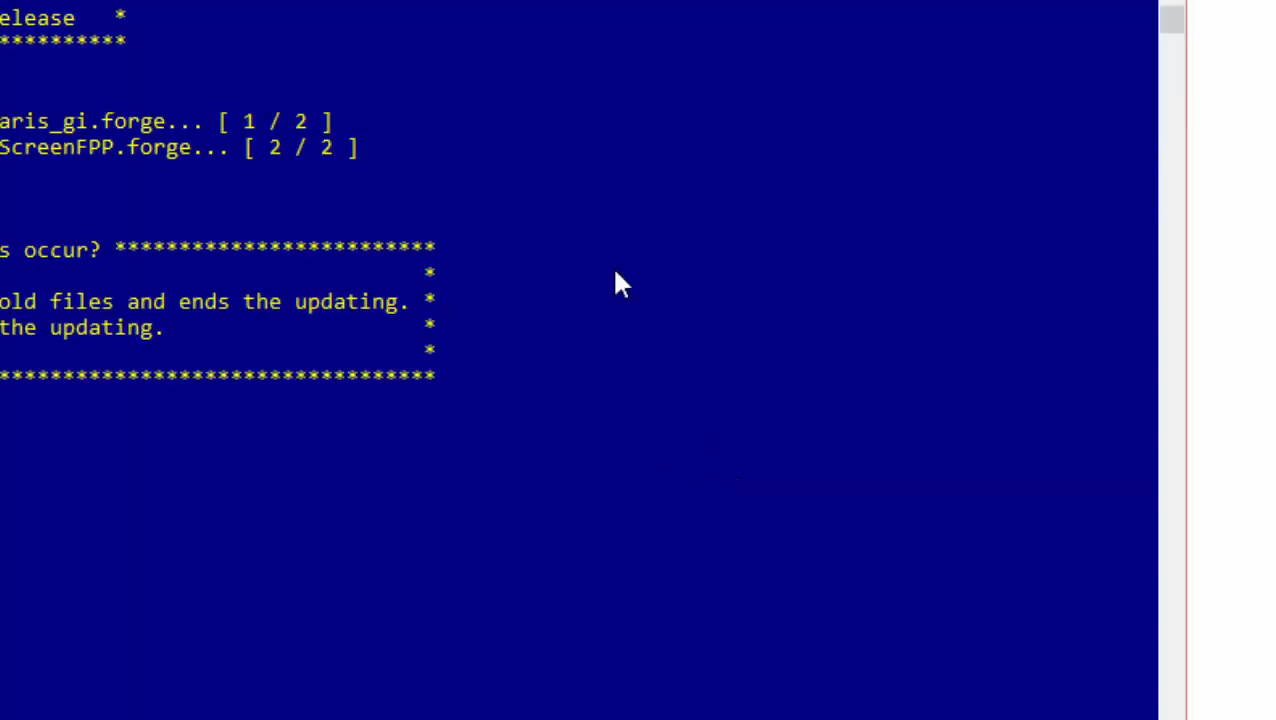 elease   *
**********
aris_gi.forge... [ 1 / 2 ]
ScreenFPP.forge... [ 2 / 2 ]
s occur? *************************
*
old files and ends the updating. *
the updating.                    *
*
**********************************